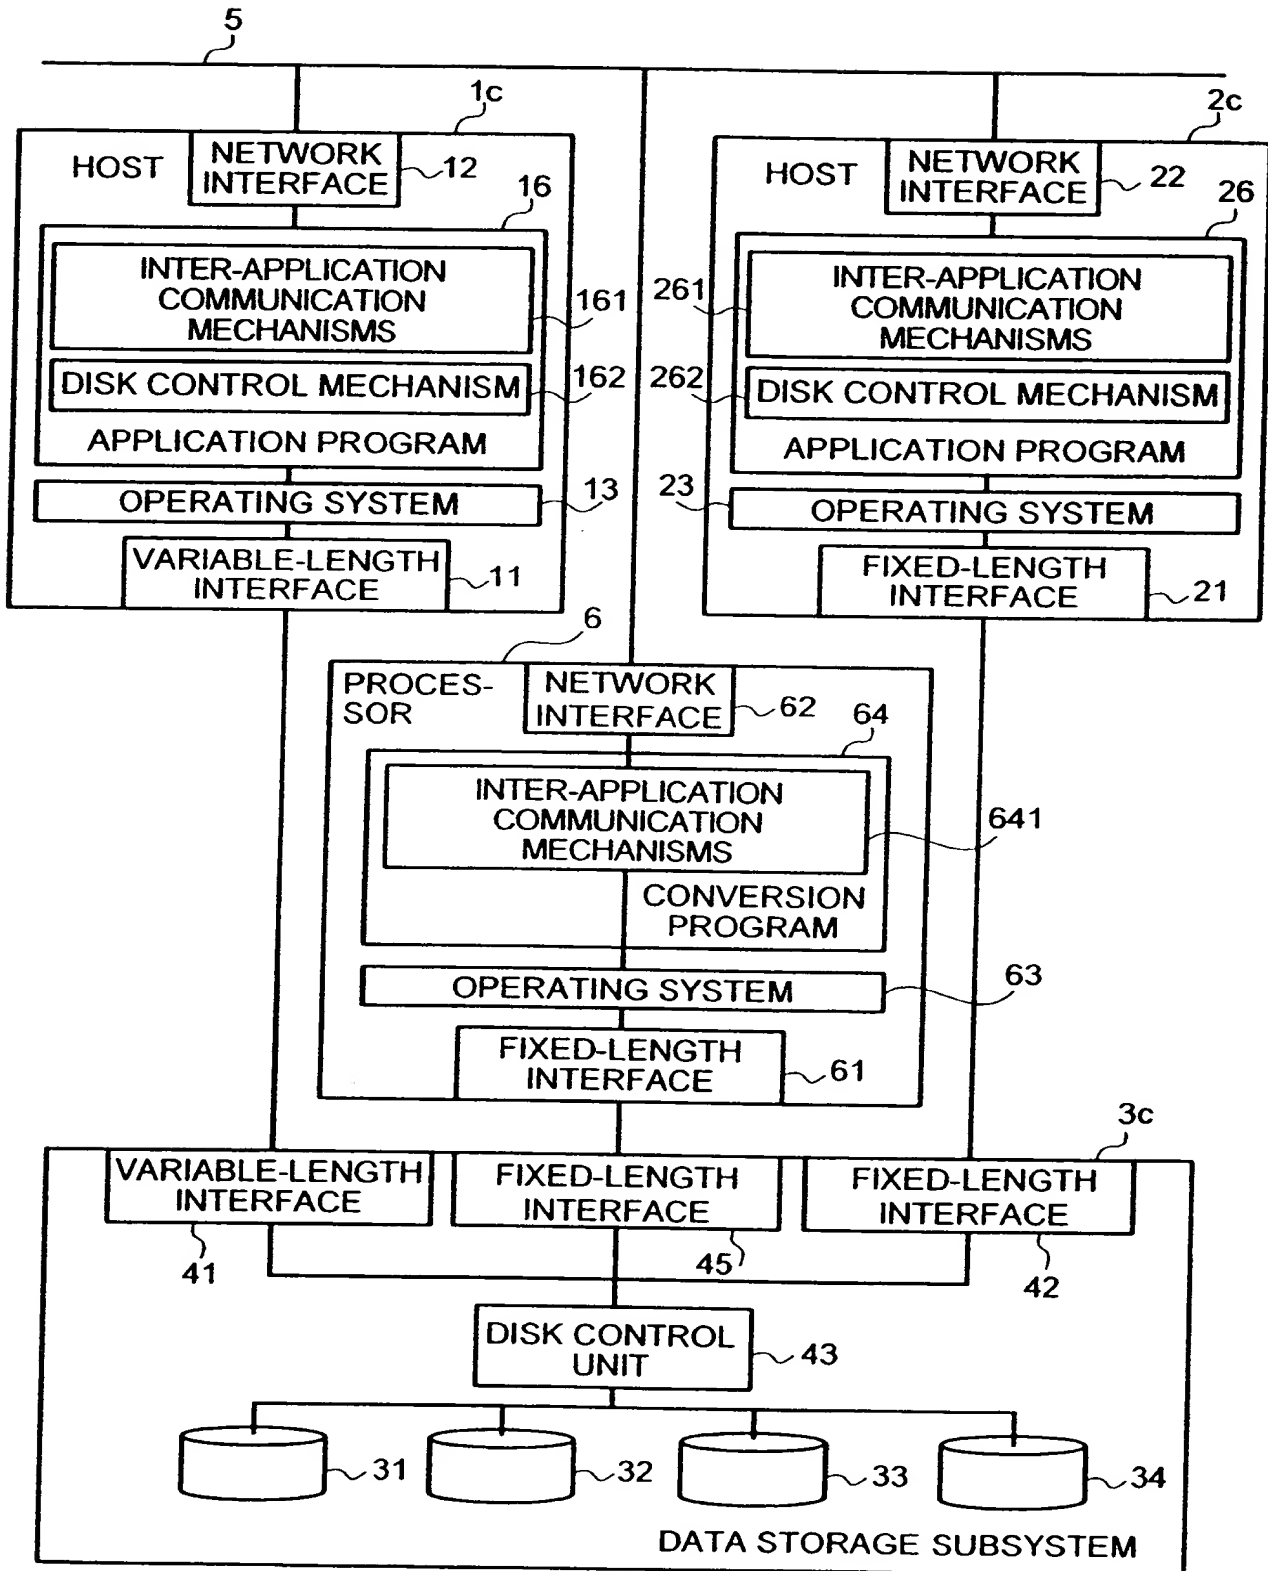 5
1c
2c
HOST
NETWORK
INTERFACE
12
HOST
NETWORK
INTERFACE
22
16
26
INTER-APPLICATION
COMMUNICATION
MECHANISMS
161
261
INTER-APPLICATION
COMMUNICATION
MECHANISMS
DISK CONTROL MECHANISM
162
262
DISK CONTROL MECHANISM
APPLICATION PROGRAM
APPLICATION PROGRAM
OPERATING SYSTEM
13
23
OPERATING SYSTEM
VARIABLE-LENGTH
INTERFACE
11
FIXED-LENGTH
INTERFACE
21
6
PROCES-
SOR
NETWORK
INTERFACE
62
64
INTER-APPLICATION
COMMUNICATION
MECHANISMS
641
CONVERSION
PROGRAM
OPERATING SYSTEM
63
FIXED-LENGTH
INTERFACE
61
3c
VARIABLE-LENGTH
INTERFACE
41
FIXED-LENGTH
INTERFACE
45
FIXED-LENGTH
INTERFACE
42
DISK CONTROL
UNIT
43
31
32
33
34
DATA STORAGE SUBSYSTEM